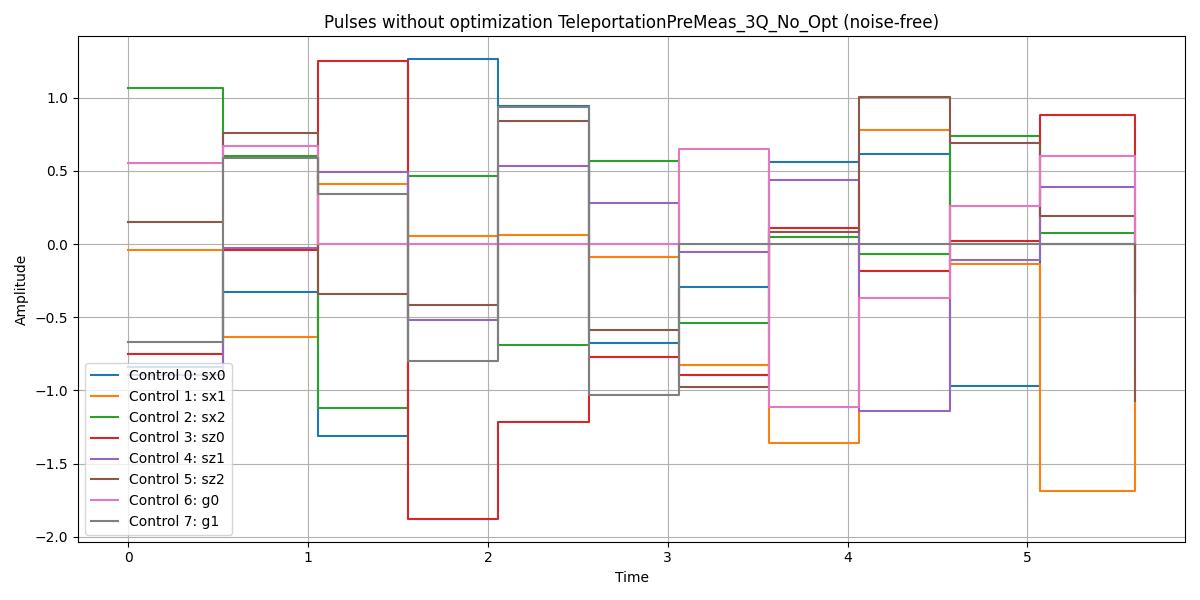 Pulses without optimization TeleportationPreMeas_3Q_No_Opt (noise-free)
Amplitude
1.0
0.5
0.0
−0.5
−1.0
−1.5
−2.0
Control 0: sx0
Control 1: sx1
Control 2: sx2
Control 3: sz0
Control 4: sz1
Control 5: sz2
Control 6: g0
Control 7: g1
0 1 2 3 4 5
Time